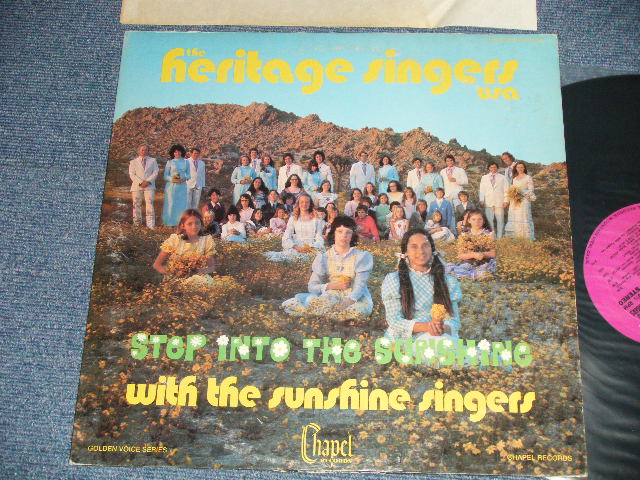 the
heritage singers
usa
STEP INTO THE SUNSHINE
with the sunshine singers
Chapel
RECORDS
GOLDEN VOICE SERIES
CHAPEL RECORDS
STEREO